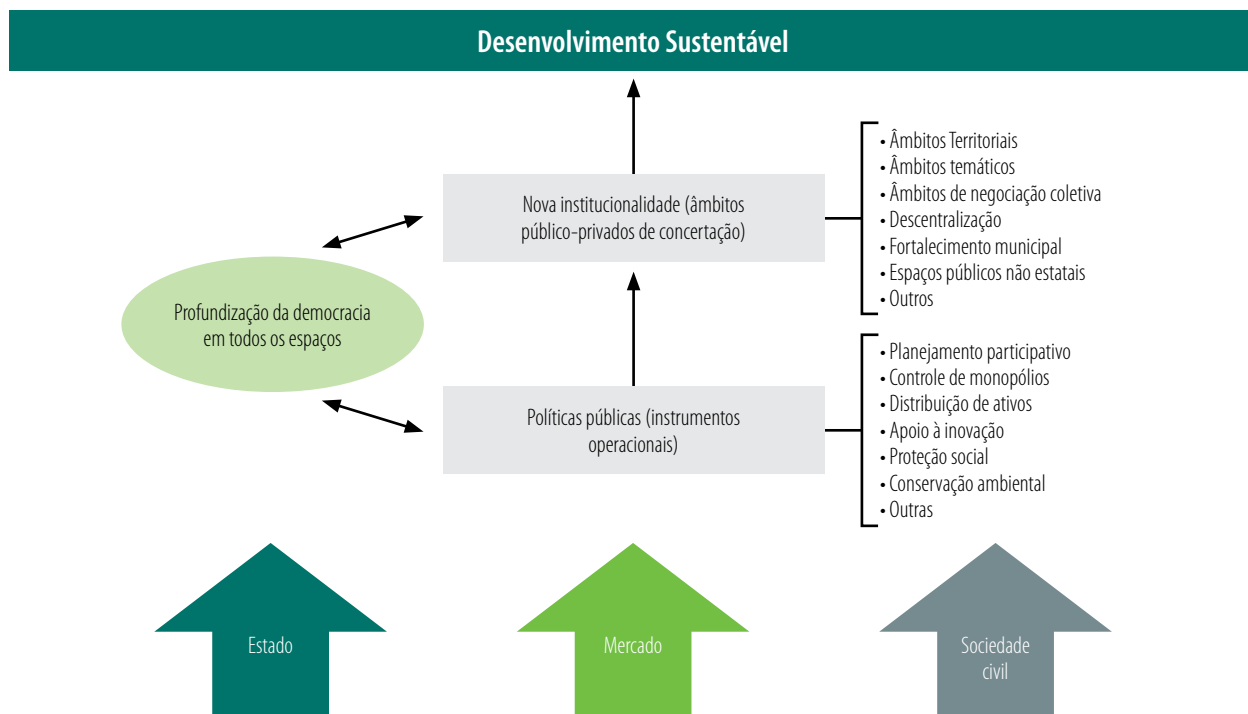 Desenvolvimento Sustentável
Nova institucionalidade (âmbitos
público-privados de concertação)
• Âmbitos Territoriais
• Âmbitos temáticos
• Âmbitos de negociação coletiva
• Descentralização
• Fortalecimento municipal
• Espaços públicos não estatais
• Outros
Profundização da democracia
em todos os espaços
Políticas públicas (instrumentos
operacionais)
• Planejamento participativo
• Controle de monopólios
• Distribuição de ativos
• Apoio à inovação
• Proteção social
• Conservação ambiental
• Outras
Estado
Mercado
Sociedade
civil